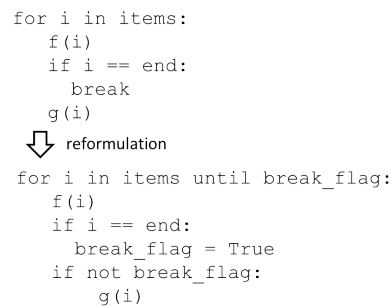 for i in items:
    f(i)
    if i == end:
      break
    g(i)
reformulation
for i in items until break_flag:
    f(i)
    if i == end:
      break_flag = True
    if not break_flag:
        g(i)